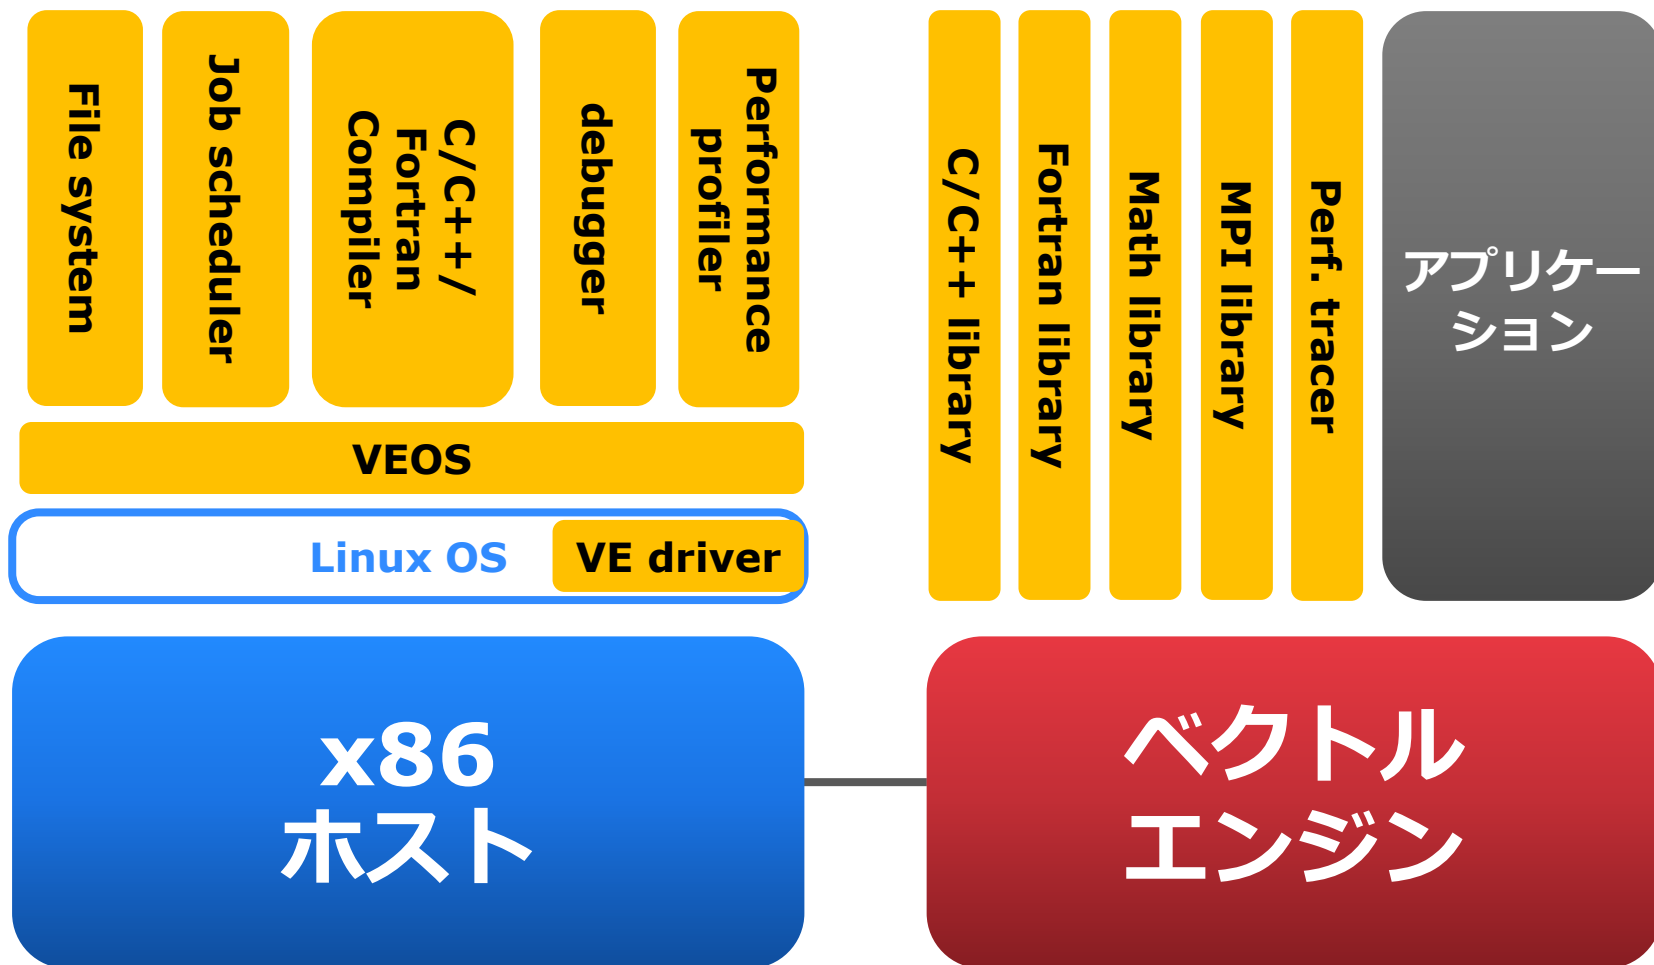 File system
Job scheduler
C/C++/
Fortran
Compiler
debugger
Performance
profiler
VEOS
Linux OS
VE driver
x86
ホスト
C/C++ library
Fortran library
Math library
MPI library
Perf. tracer
アプリケー
ション
ベクトル
エンジン